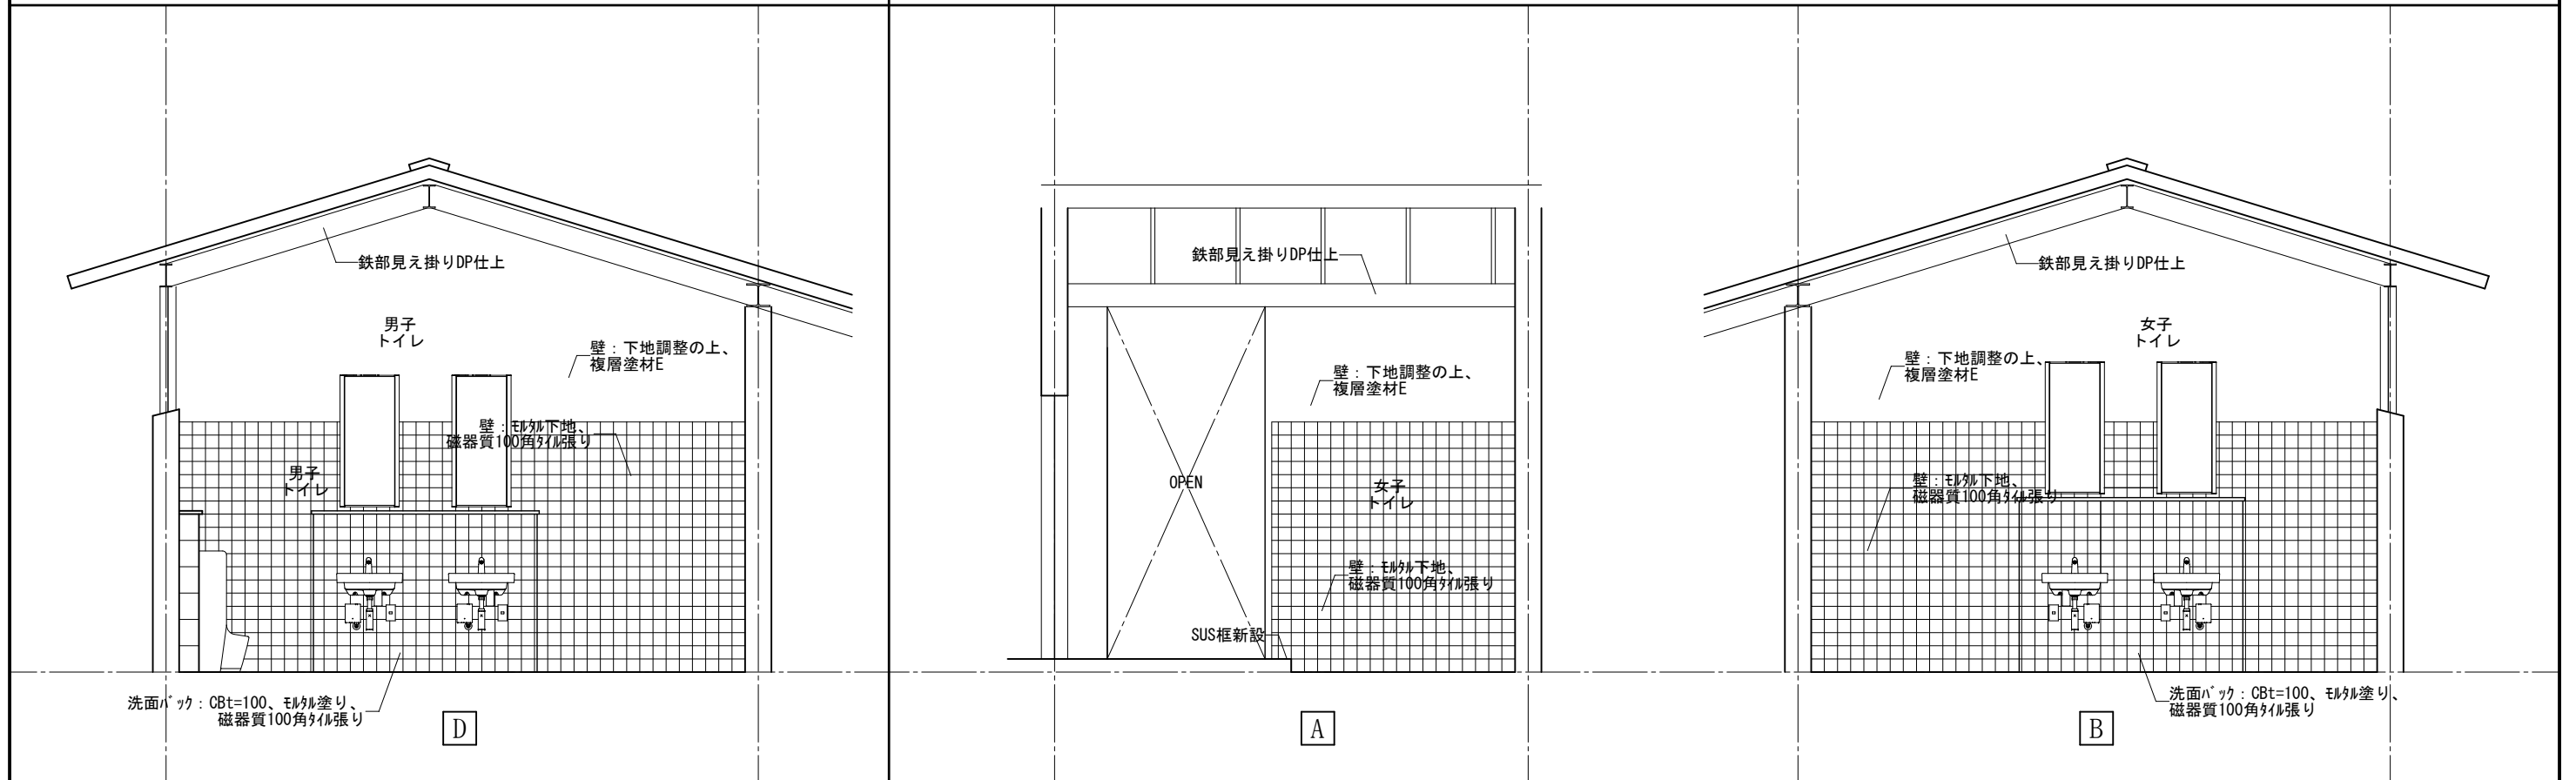 鉄部見え掛りDP仕上
男子
トイレ
壁：下地調整の上、
複層塗材E
壁：ﾓﾙﾀﾙ下地、
磁器質100角ﾀｲﾙ張り
男子
トイレ
洗面ﾊﾞｯｸ：CBt=100、ﾓﾙﾀﾙ塗り、
磁器質100角ﾀｲﾙ張り
D
鉄部見え掛りDP仕上
壁：下地調整の上、
複層塗材E
OPEN
女子
トイレ
壁：ﾓﾙﾀﾙ下地、
磁器質100角ﾀｲﾙ張り
SUS框新設
A
鉄部見え掛りDP仕上
女子
トイレ
壁：下地調整の上、
複層塗材E
壁：ﾓﾙﾀﾙ下地、
磁器質100角ﾀｲﾙ張り
洗面ﾊﾞｯｸ：CBt=100、ﾓﾙﾀﾙ塗り、
磁器質100角ﾀｲﾙ張り
B